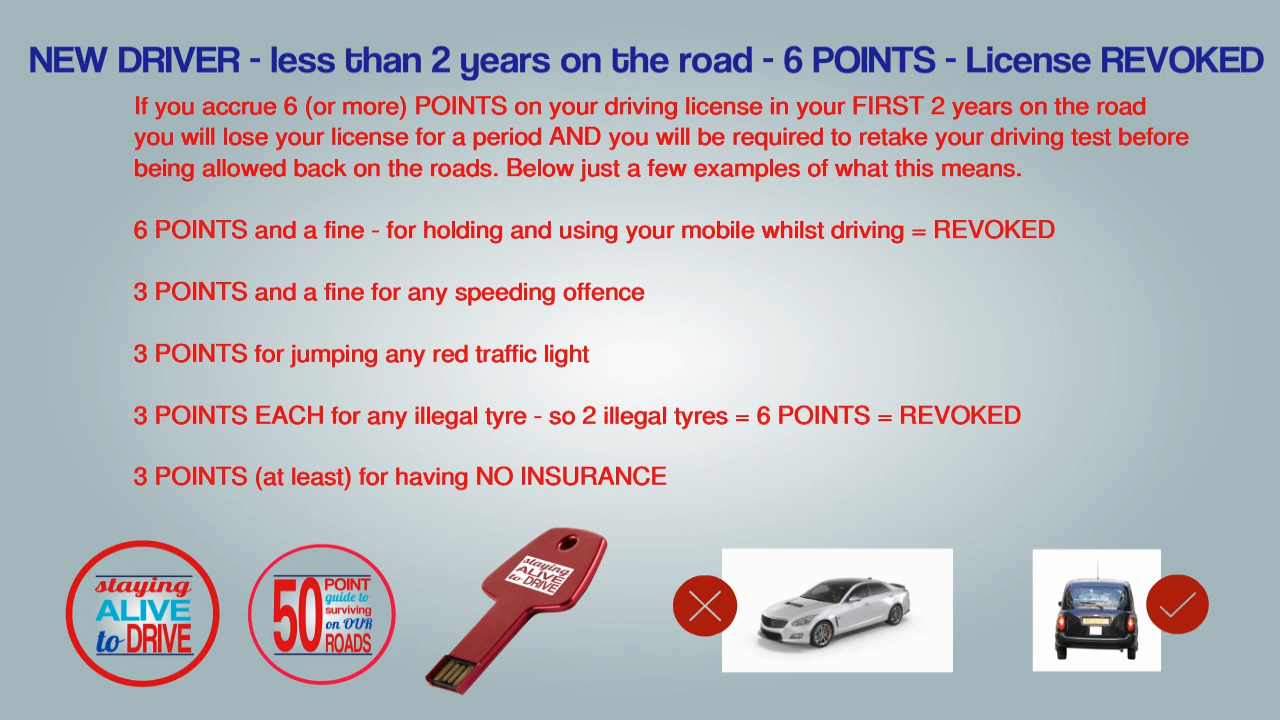 NEW DRIVER - less than 2 years on the road - 6 POINTS - License REVOKED
If you accrue 6 (or more) POINTS on your driving license in your FIRST 2 years on the road
you will lose your license for a period AND you will be required to retake your driving test before
being allowed back on the roads. Below just a few examples of what this means.
6 POINTS and a fine - for holding and using your mobile whilst driving = REVOKED
3 POINTS and a fine for any speeding offence
3 POINTS for jumping any red traffic light
3 POINTS EACH for any illegal tyre - so 2 illegal tyres = 6 POINTS = REVOKED
3 POINTS (at least) for having NO INSURANCE
staying
ALIVE
to DRIVE
50 POINT
guide to
surviving
on OUR
ROADS
staying
ALIVE
to DRIVE